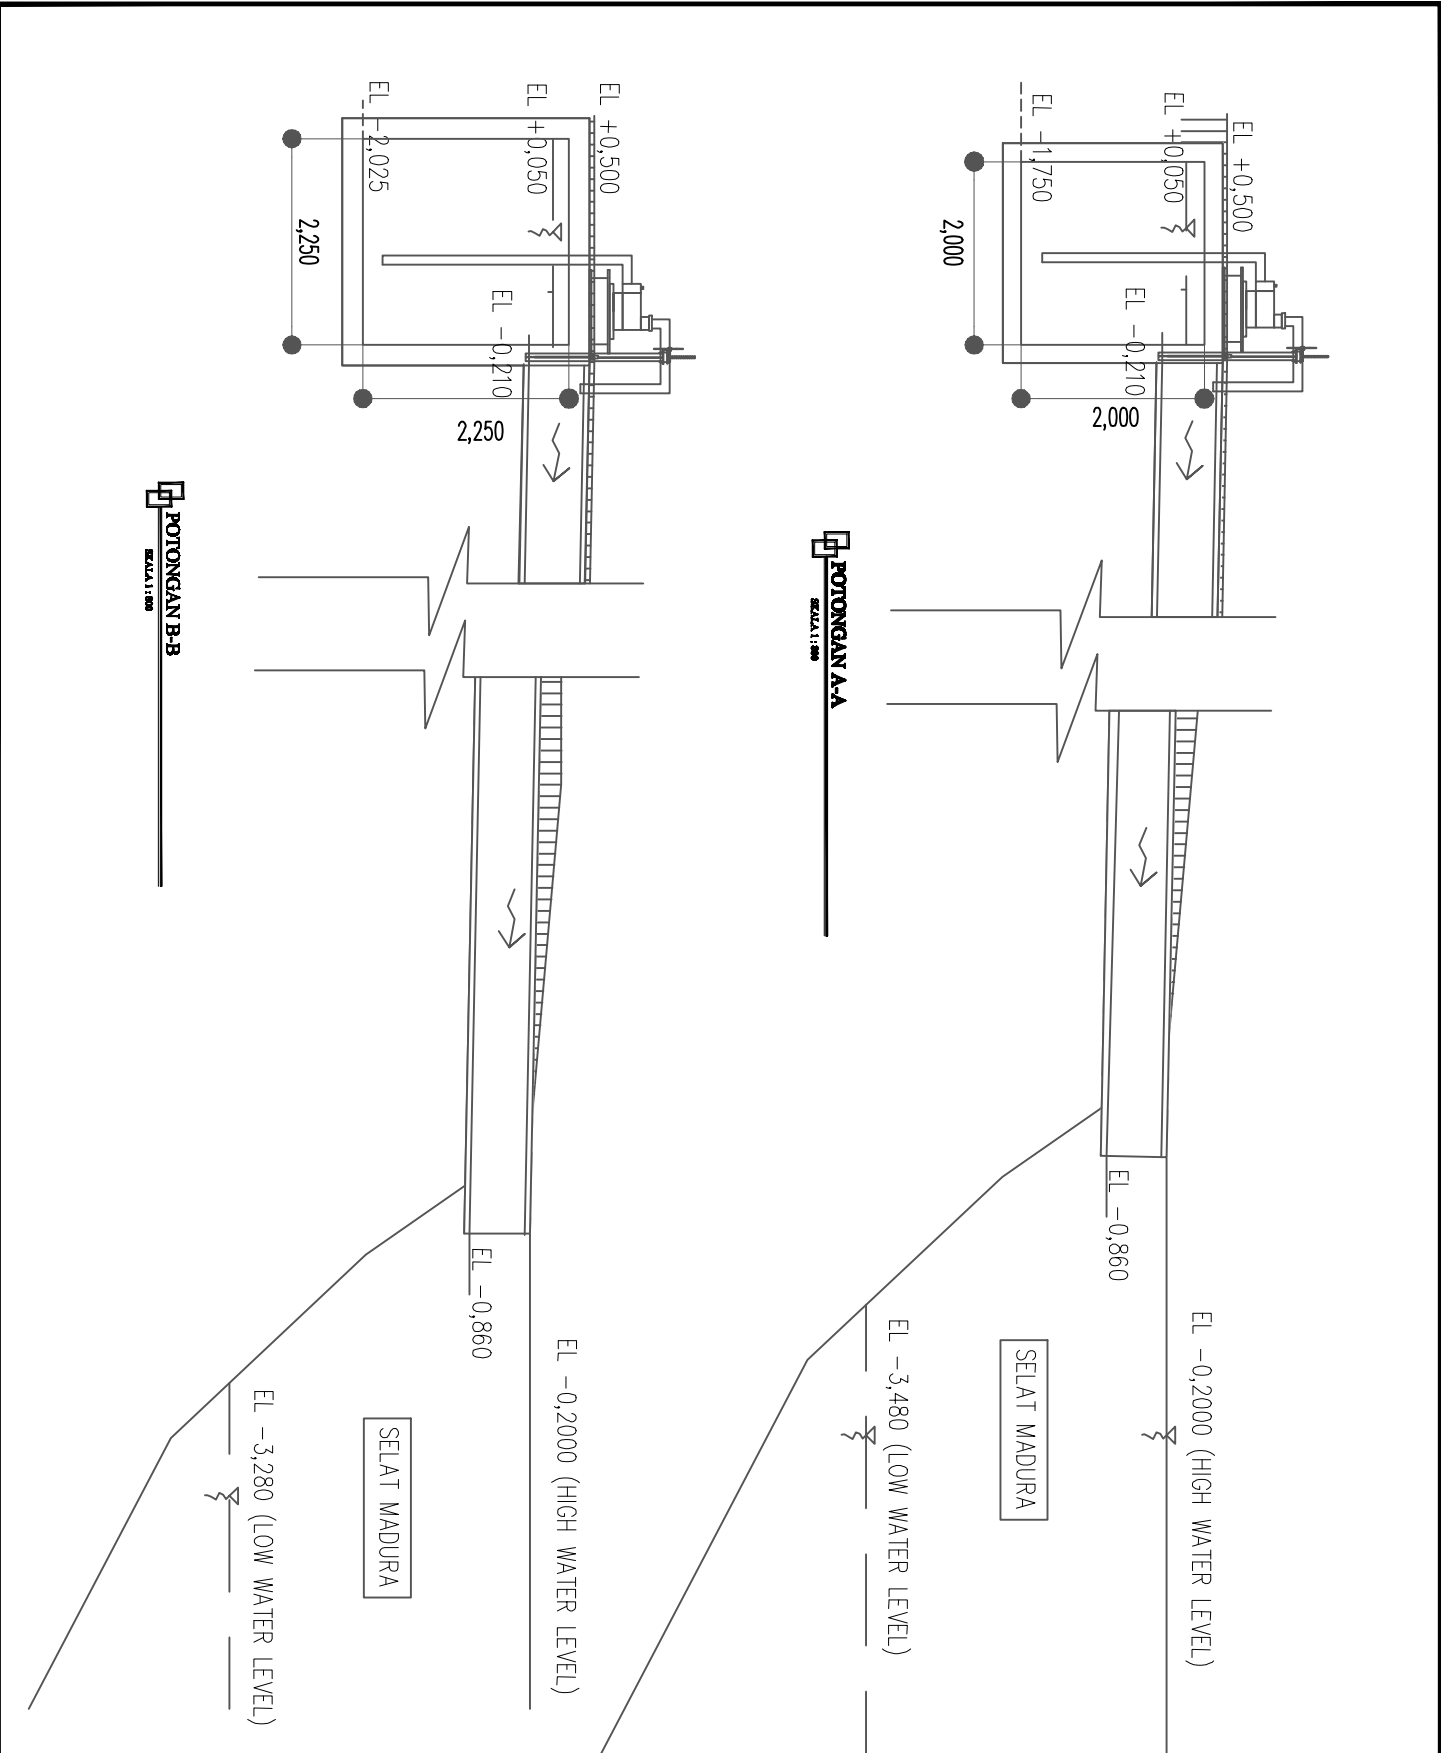 EL +0,500
EL +0,050
EL -1,750
2,000
EL -0,210
2,000
EL -0,860
EL -0,2000 (HIGH WATER LEVEL)
SELAT MADURA
EL -3,480 (LOW WATER LEVEL)
POTONGAN A-A
EL +0,500
EL +0,050
EL -2,025
2,250
EL -0,210
2,250
EL -0,860
EL -0,2000 (HIGH WATER LEVEL)
SELAT MADURA
EL -3,280 (LOW WATER LEVEL)
POTONGAN B-B